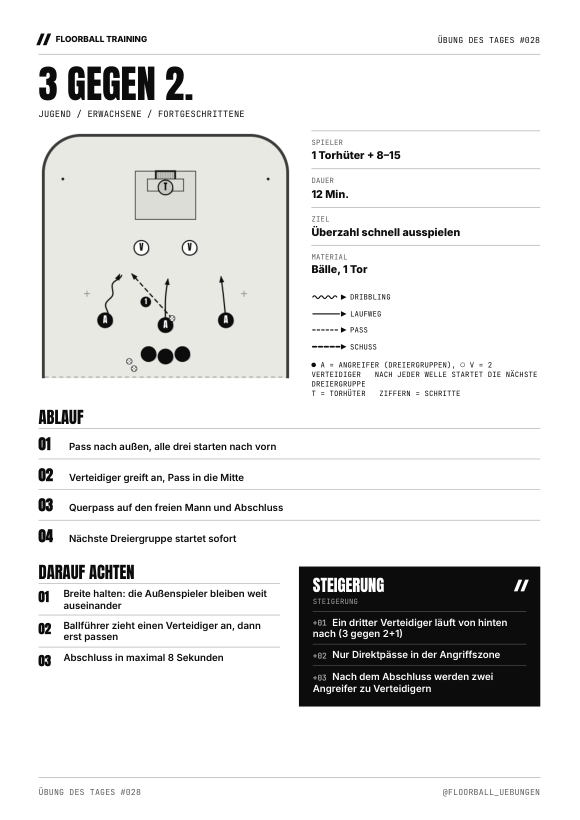 FLOORBALL TRAINING
ÜBUNG DES TAGES #028
3 GEGEN 2.
JUGEND / ERWACHSENE / FORTGESCHRITTENE
T
V V
1
A A A
SPIELER
1 Torhüter + 8–15
DAUER
12 Min.
ZIEL
Überzahl schnell ausspielen
MATERIAL
Bälle, 1 Tor
DRIBBLING
LAUFWEG
PASS
SCHUSS
● A = ANGREIFER (DREIERGRUPPEN), ○ V = 2
VERTEIDIGER NACH JEDER WELLE STARTET DIE NÄCHSTE
DREIERGRUPPE
T = TORHÜTER ZIFFERN = SCHRITTE
ABLAUF
01 Pass nach außen, alle drei starten nach vorn
02 Verteidiger greift an, Pass in die Mitte
03 Querpass auf den freien Mann und Abschluss
04 Nächste Dreiergruppe startet sofort
DARAUF ACHTEN
01 Breite halten: die Außenspieler bleiben weit
auseinander
02 Ballführer zieht einen Verteidiger an, dann
erst passen
03 Abschluss in maximal 8 Sekunden
STEIGERUNG
STEIGERUNG
+01 Ein dritter Verteidiger läuft von hinten
nach (3 gegen 2+1)
+02 Nur Direktpässe in der Angriffszone
+03 Nach dem Abschluss werden zwei
Angreifer zu Verteidigern
ÜBUNG DES TAGES #028
@FLOORBALL_UEBUNGEN